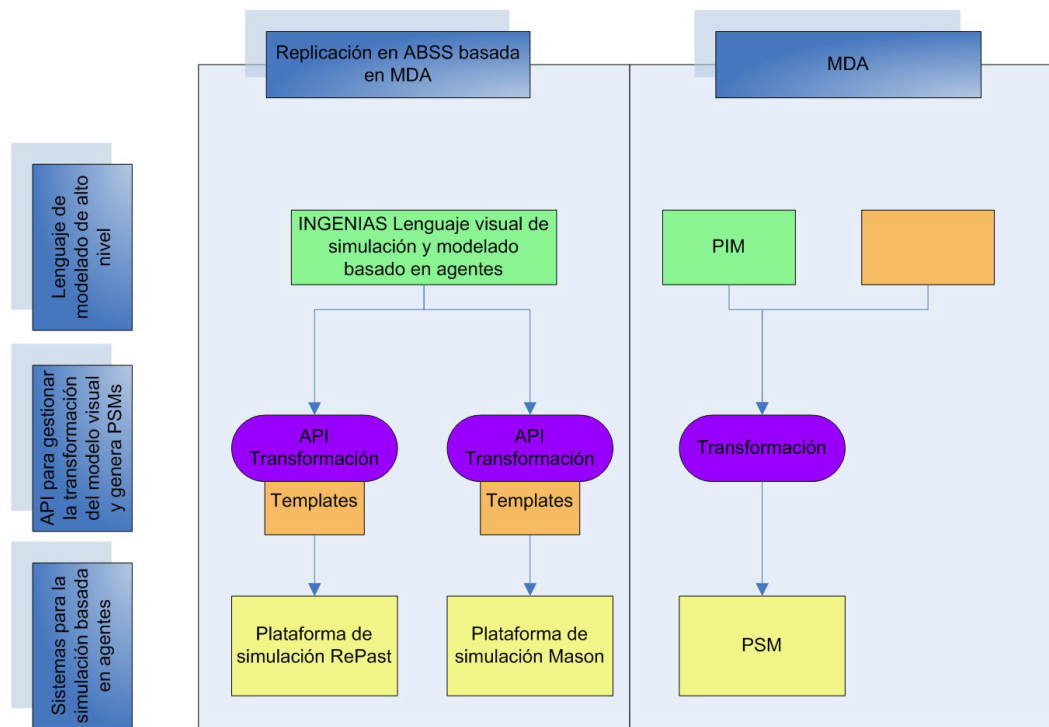 Replicación en ABSS basada
en MDA
MDA
Lenguaje de
modelado de alto
nivel
INGENIAS Lenguaje visual de
simulación y modelado
basado en agentes
PIM
API para gestionar
la transformación
del modelo visual
y genera PSMs
API
Transformación
Templates
API
Transformación
Templates
Transformación
Sistemas para la
simulación basada
en agentes
Plataforma de
simulación RePast
Plataforma de
simulación Mason
PSM